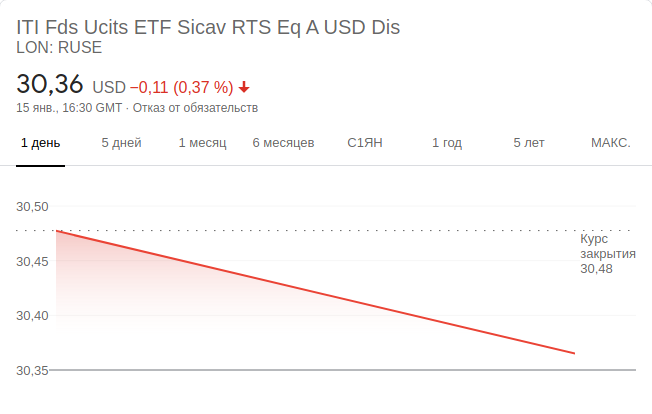 ITI Fds Ucits ETF Sicav RTS Eq A USD Dis
LON: RUSE
30,36 USD −0,11 (0,37 %)
15 янв., 16:30 GMT · Отказ от обязательств
1 день 5 дней 1 месяц 6 месяцев С1ЯН 1 год 5 лет МАКС.
30,50
Курс
закрытия
30,48
30,45
30,40
30,35